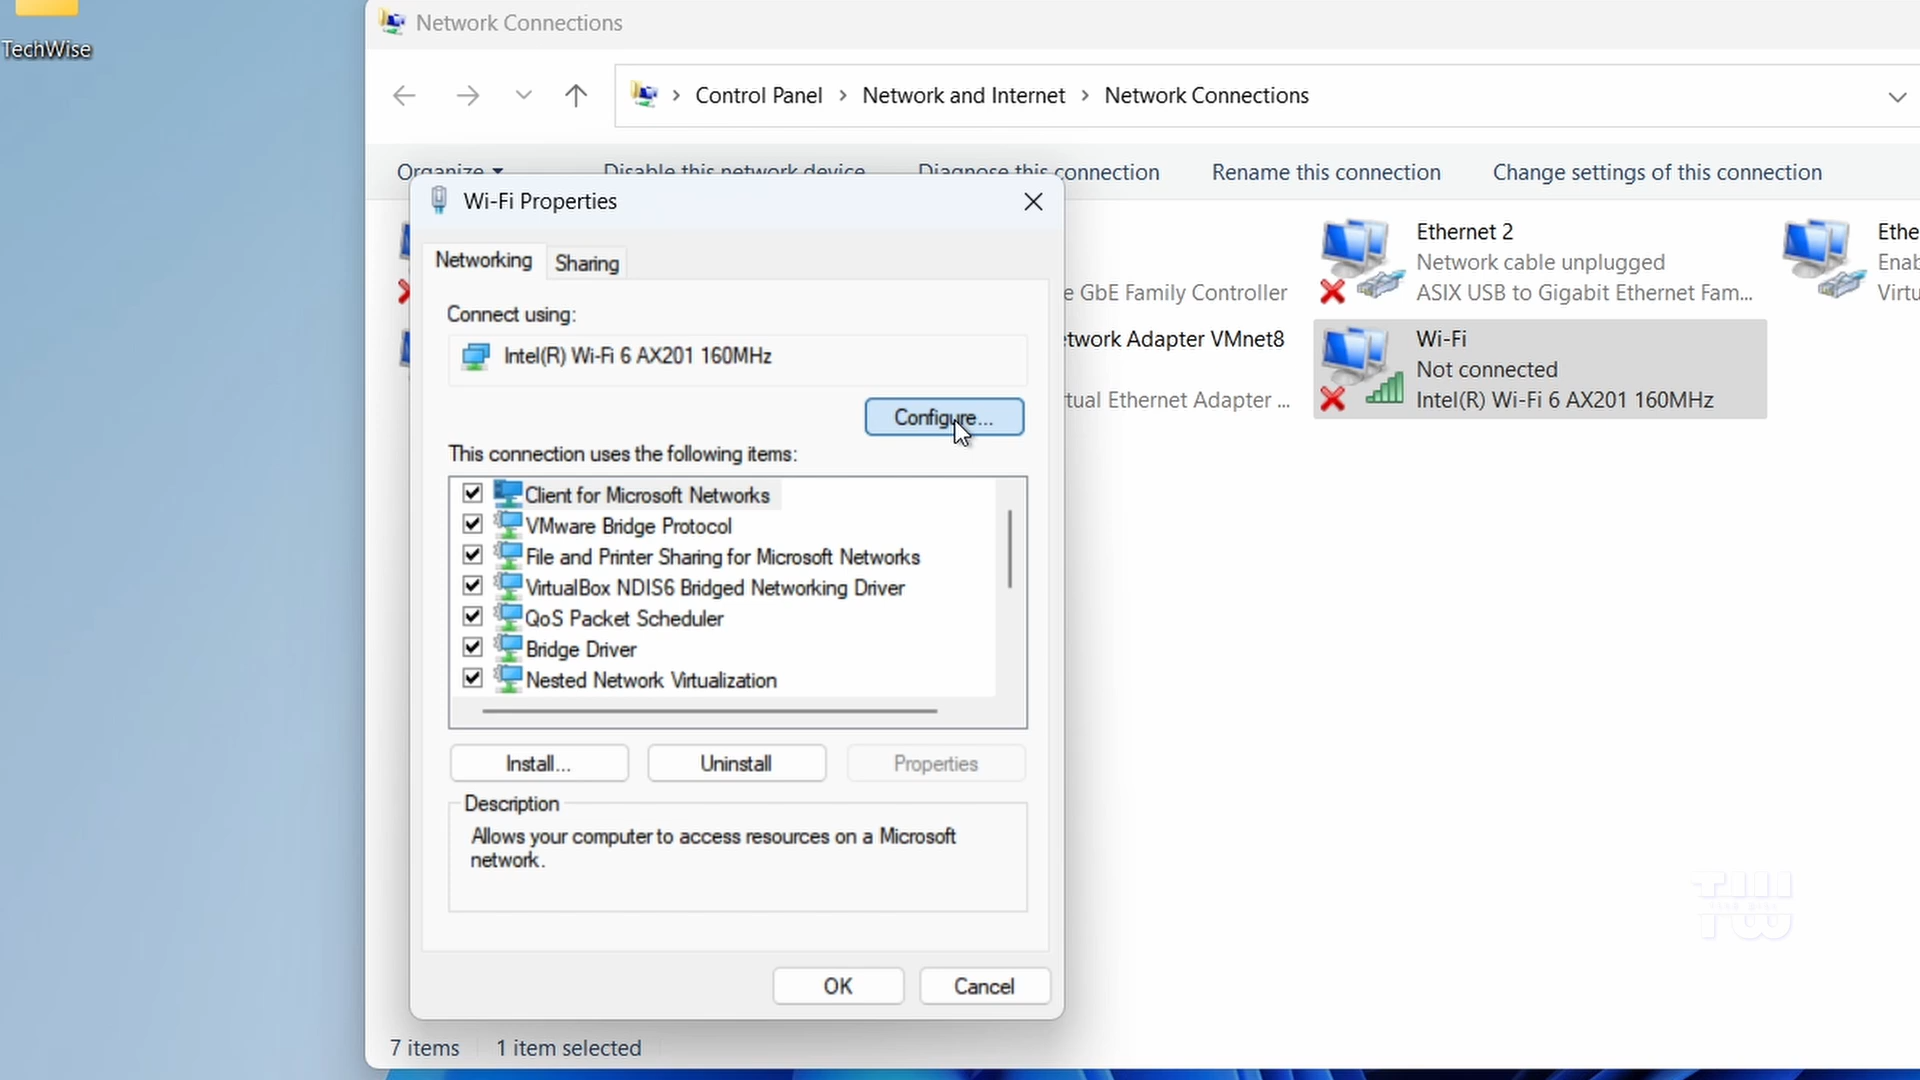 TechWise
Network Connections
Control Panel > Network and Internet > Network Connections
Organize
Disable this network device
Diagnose this connection
Rename this connection
Change settings of this connection
Wi-Fi Properties
Networking
Sharing
Connect using:
Intel(R) Wi-Fi 6 AX201 160MHz
Configure...
This connection uses the following items:
Client for Microsoft Networks
VMware Bridge Protocol
File and Printer Sharing for Microsoft Networks
VirtualBox NDIS6 Bridged Networking Driver
QoS Packet Scheduler
Bridge Driver
Nested Network Virtualization
Install...
Uninstall
Properties
Description
Allows your computer to access resources on a Microsoft
network.
OK
Cancel
e GbE Family Controller
etwork Adapter VMnet8
tual Ethernet Adapter ...
Ethernet 2
Network cable unplugged
ASIX USB to Gigabit Ethernet Fam...
Wi-Fi
Not connected
Intel(R) Wi-Fi 6 AX201 160MHz
Ethe
Enab
Virtu
7 items
1 item selected